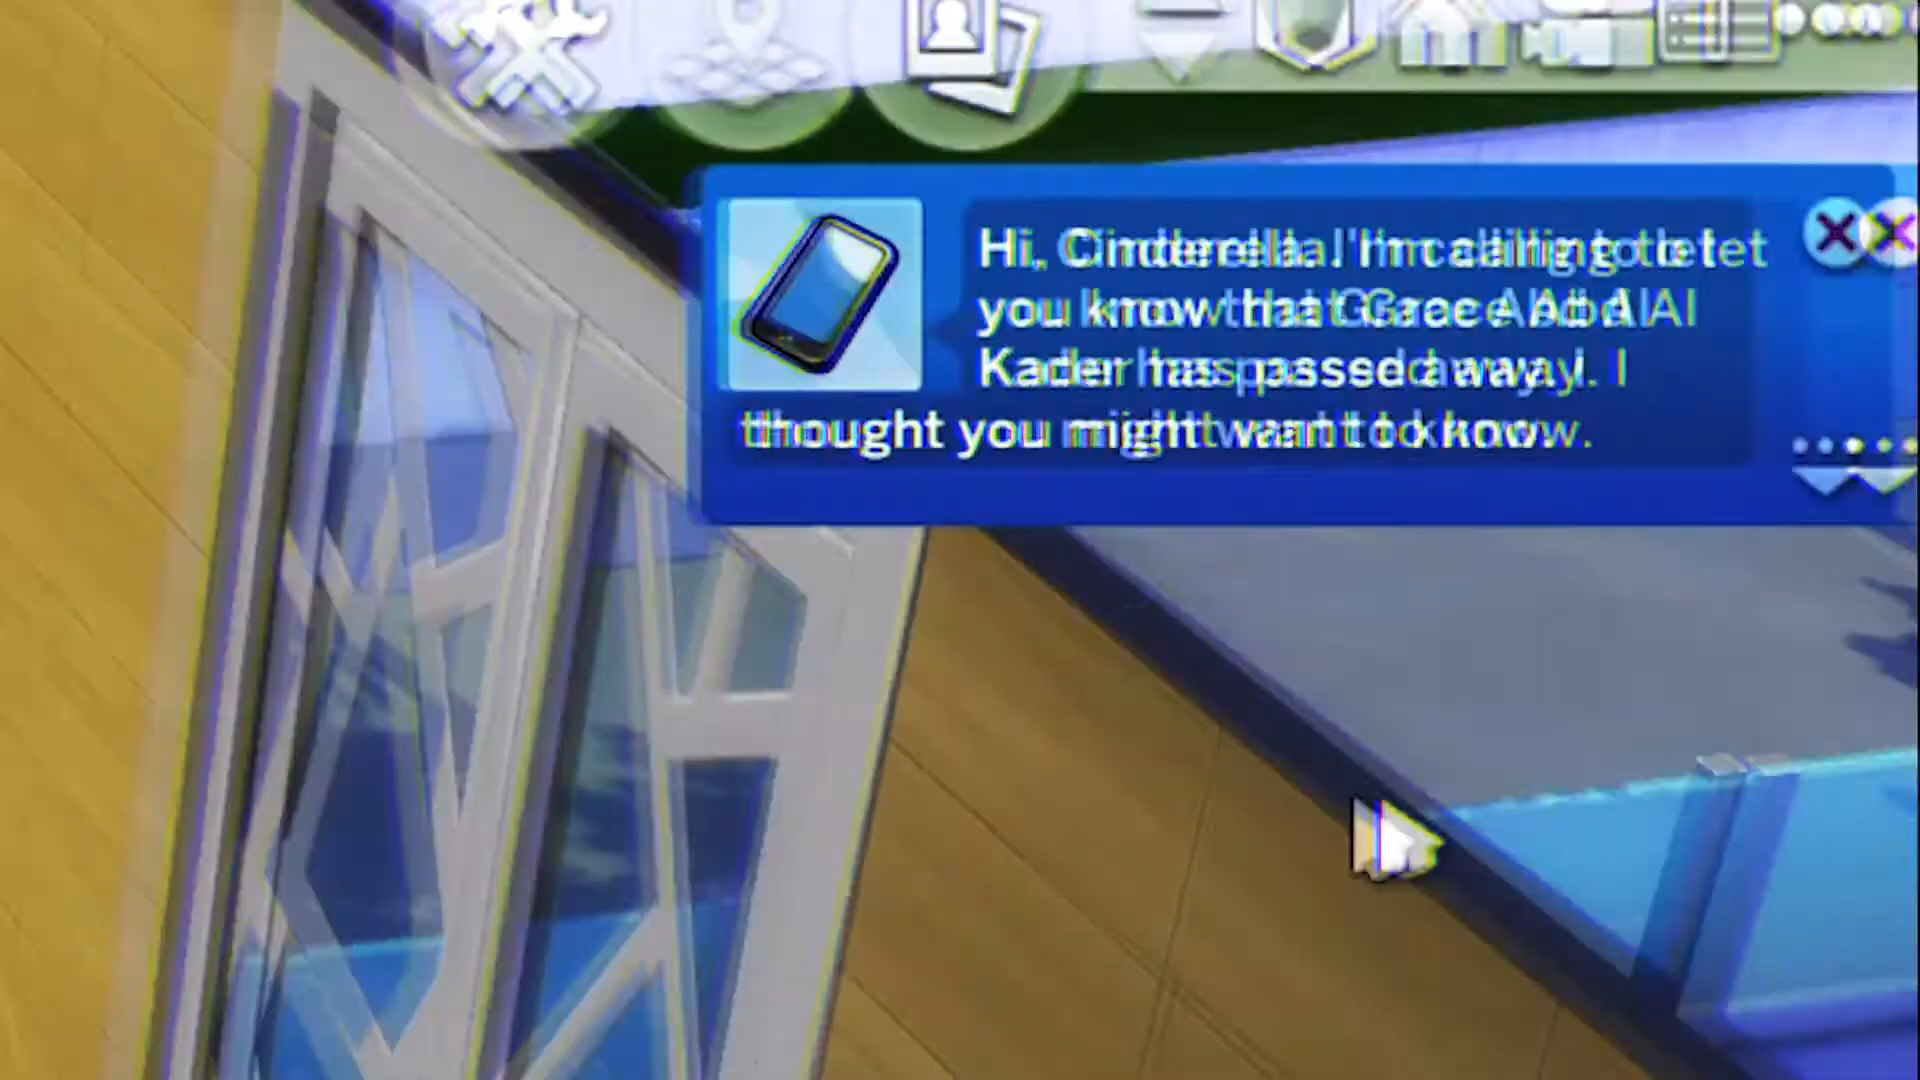 Hi, Cinderella. I'm calling to let
you know that Grace Abd Al
Kader has passed away. I
thought you might want to know.